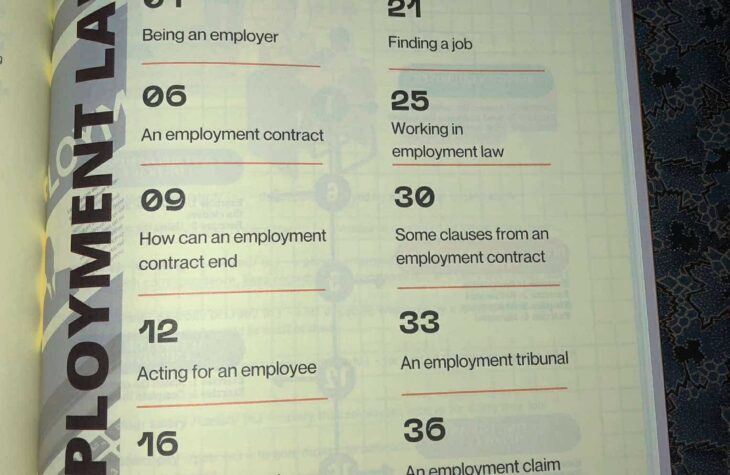 PLOYMENT LA
Being an employer
06
An employment contract
09
How can an employment
contract end
12
Acting for an employee
16
21
Finding a job
25
Working in
employment law
30
Some clauses from an
employment contract
33
An employment tribunal
36
An employment claim